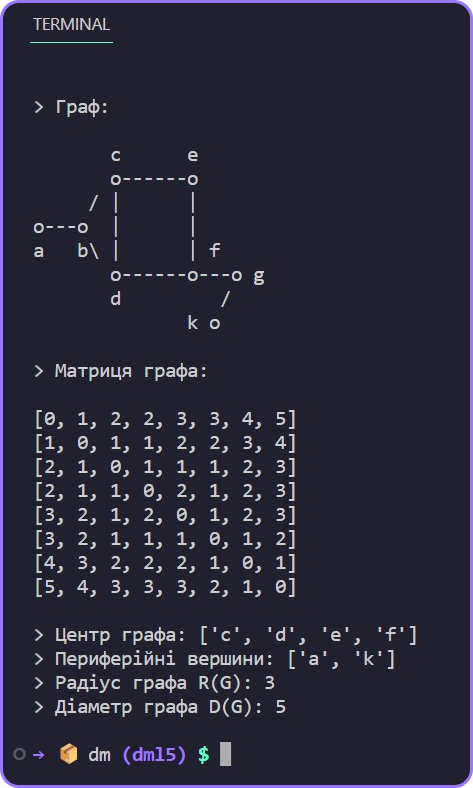 TERMINAL
> Граф:
       c      e
       o------o
     / |      |
o---o  |      |
a   b\ |      | f
       o------o---o g
       d         /
              k o
> Матриця графа:
[0, 1, 2, 2, 3, 3, 4, 5]
[1, 0, 1, 1, 2, 2, 3, 4]
[2, 1, 0, 1, 1, 1, 2, 3]
[2, 1, 1, 0, 2, 1, 2, 3]
[3, 2, 1, 2, 0, 1, 2, 3]
[3, 2, 1, 1, 1, 0, 1, 2]
[4, 3, 2, 2, 2, 1, 0, 1]
[5, 4, 3, 3, 3, 2, 1, 0]
> Центр графа: ['c', 'd', 'e', 'f']
> Периферійні вершини: ['a', 'k']
> Радіус графа R(G): 3
> Діаметр графа D(G): 5
→ 📦 dm (dml5) $